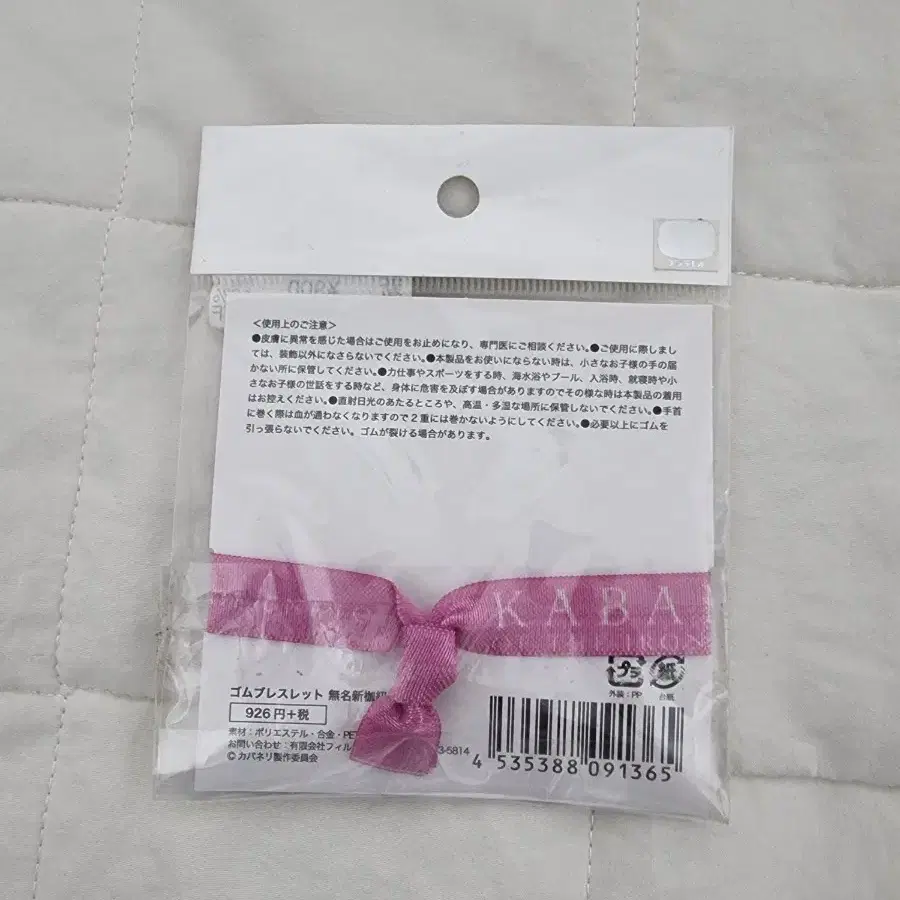 ＜使用上のご注意＞
●皮膚に異常を感じた場合はご使用をお止めになり、専門医にご相談ください。●ご使用に際しまし
ては、装飾以外になさらないでください。●本製品をお使いにならない時は、小さなお子様の手の届
かない所に保管してください。●力仕事やスポーツをする時、海水浴やプール、入浴時、就寝時や小
さなお子様の世話をする時など、身体に危害を及ぼす場合がありますのでその様な時は本製品の着用
はお控えください。●直射日光のあたるところや、高温・多湿な場所に保管しないでください。●手首
に巻く際は血が通わなくなりますので２重には巻かないようにしてください。●必要以上にゴムを
引っ張らないでください。ゴムが裂ける場合があります。
KABA
プラ 紙
外装：PP 台紙
ゴムブレスレット 無名新枷紐
926円＋税
素材：ポリエステル・合金・PET
お問い合わせ：有限会社フィル 3-5814
© カバネリ製作委員会
4 535388 091365